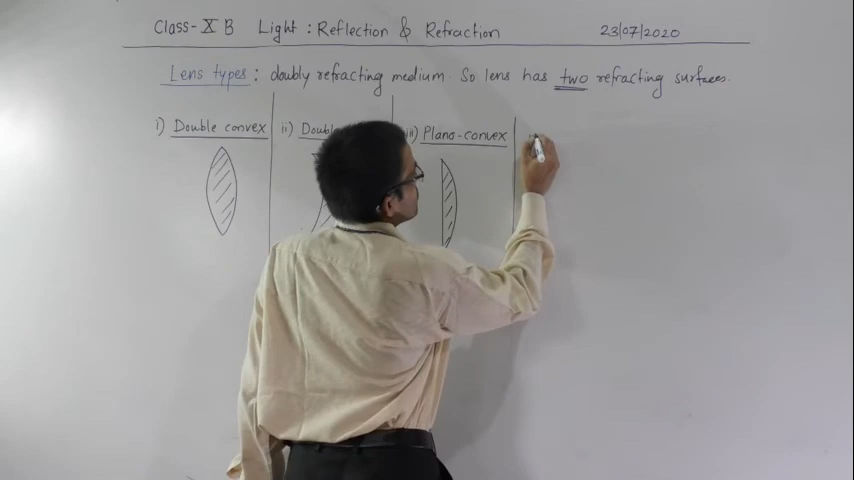 Class-X B Light : Reflection & Refraction 23/07/2020
Lens types : doubly refracting medium. So lens has two refracting surfaces.
i) Double convex ii) iii) Plano-convex